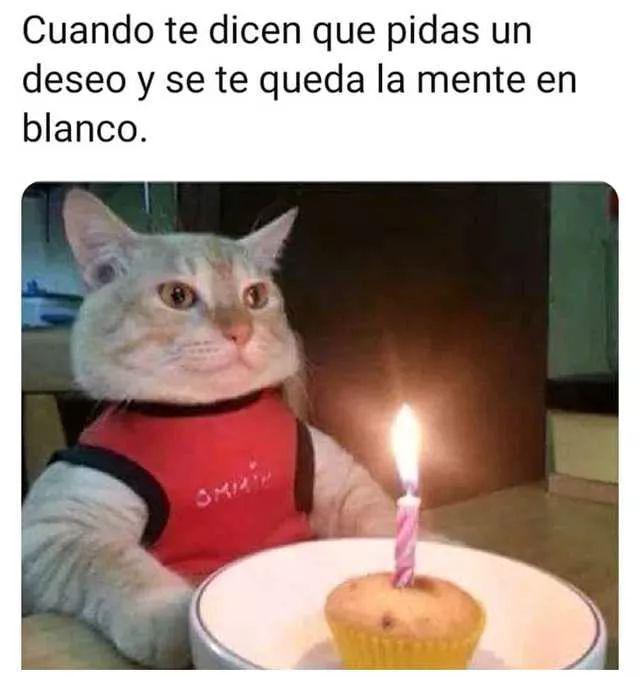 Cuando te dicen que pidas un
deseo y se te queda la mente en
blanco.